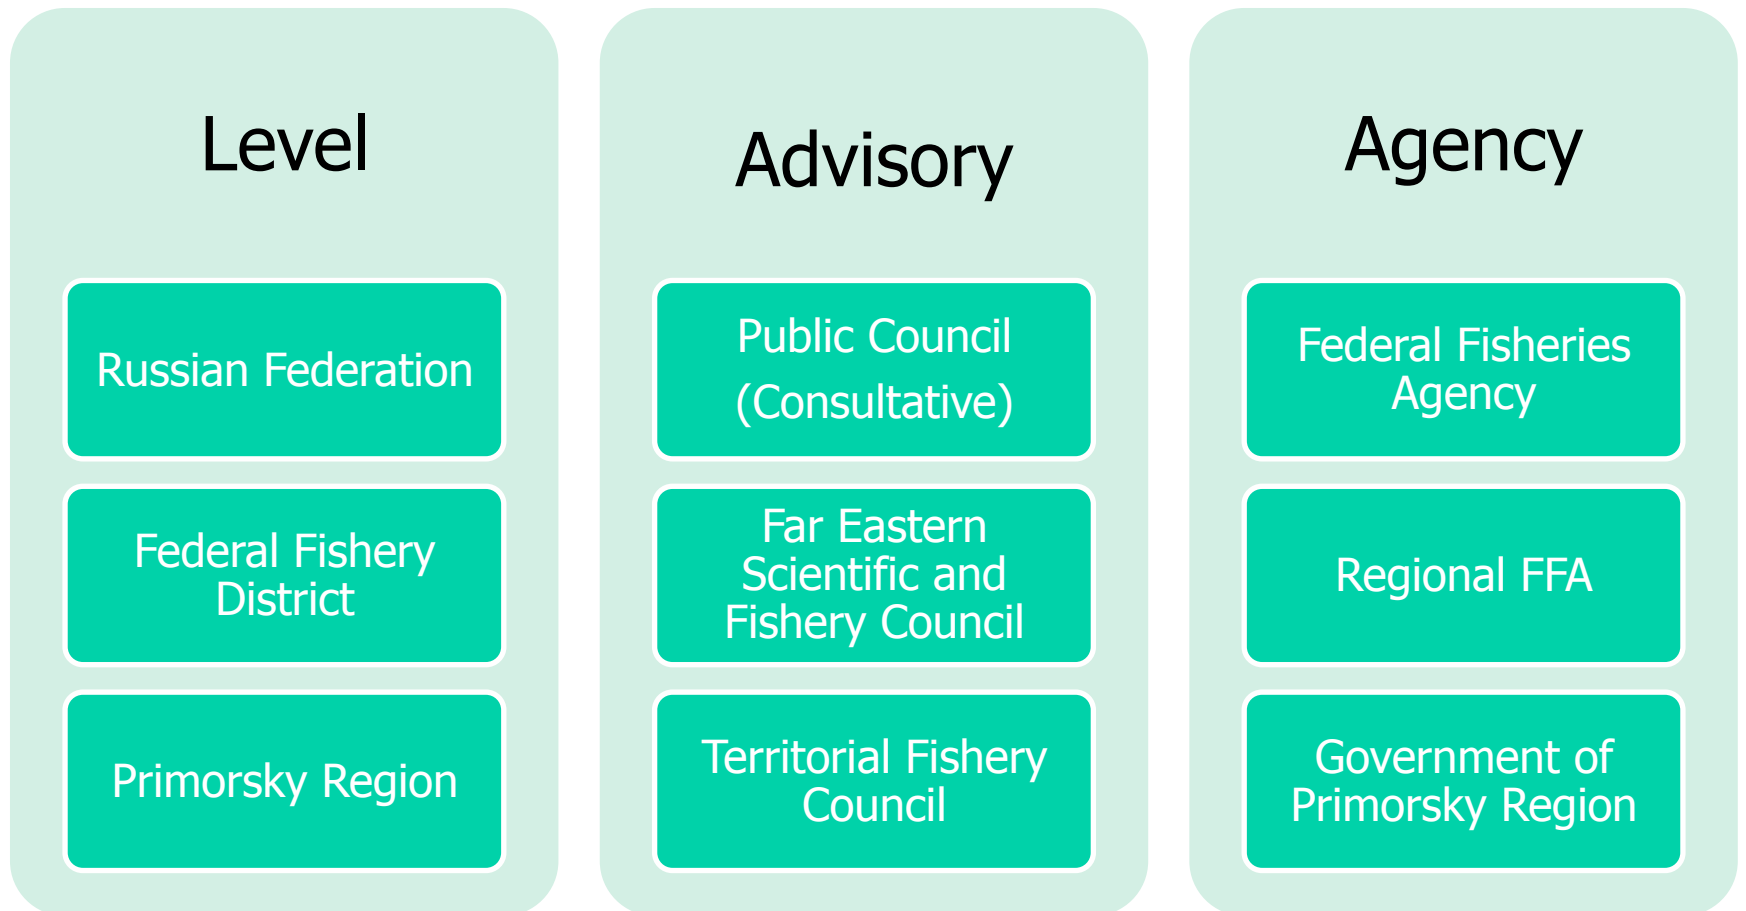 Level
Russian Federation
Federal Fishery
District
Primorsky Region
Advisory
Public Council
(Consultative)
Far Eastern
Scientific and
Fishery Council
Territorial Fishery
Council
Agency
Federal Fisheries
Agency
Regional FFA
Government of
Primorsky Region